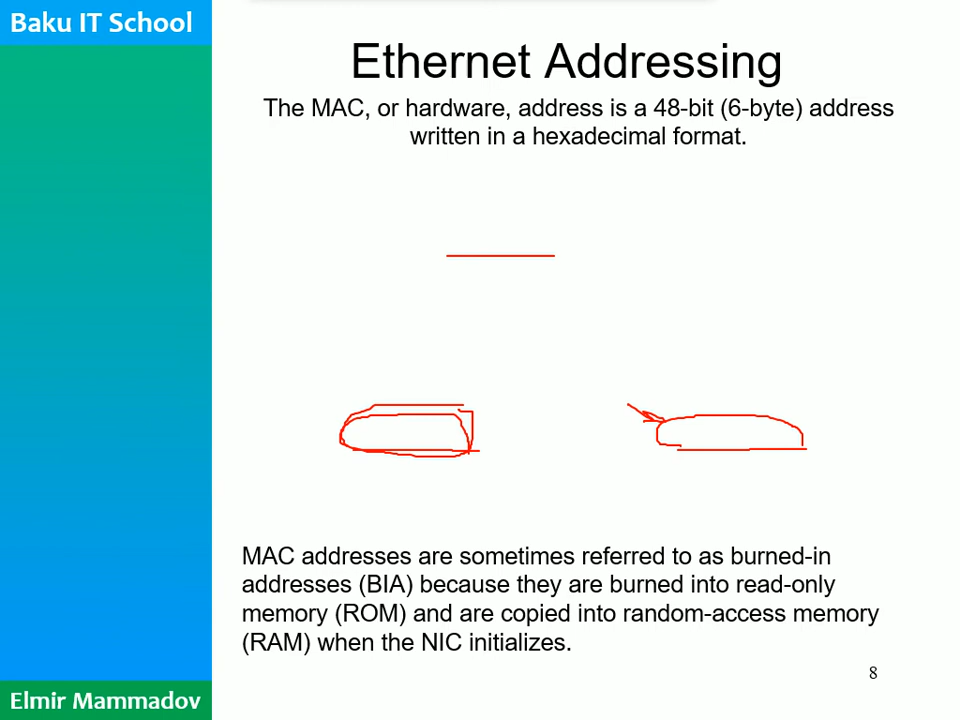 Baku IT School
Ethernet Addressing
The MAC, or hardware, address is a 48-bit (6-byte) address
written in a hexadecimal format.
MAC addresses are sometimes referred to as burned-in
addresses (BIA) because they are burned into read-only
memory (ROM) and are copied into random-access memory
(RAM) when the NIC initializes.
8
Elmir Mammadov